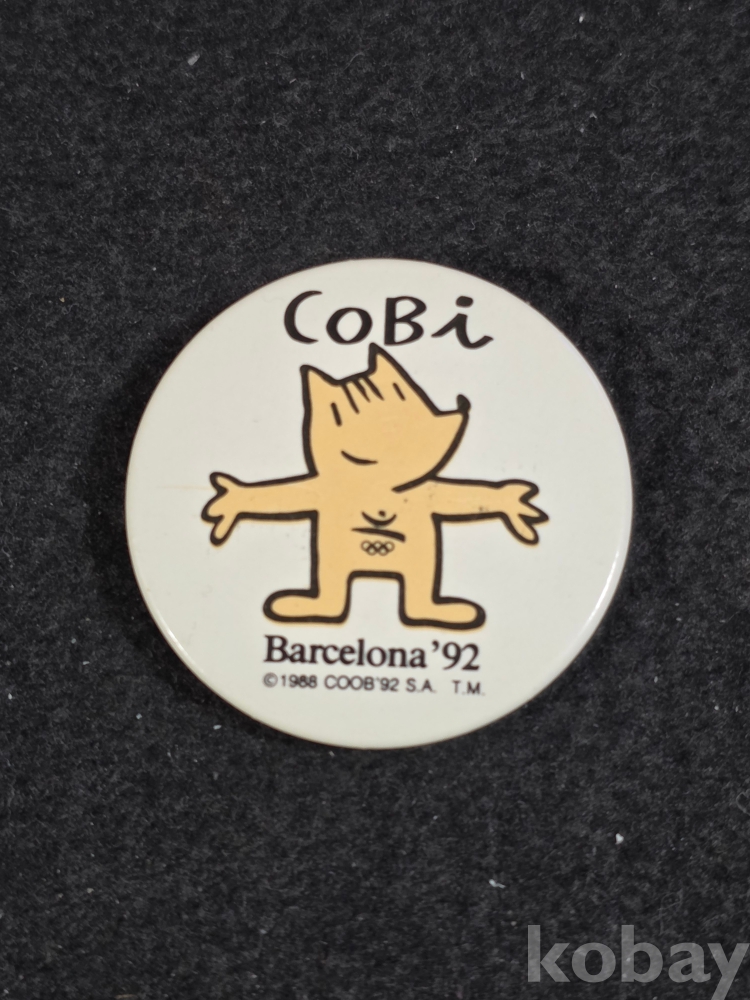 CoBi
Barcelona '92
©1988 COOB'92 S.A. T.M.
kobay